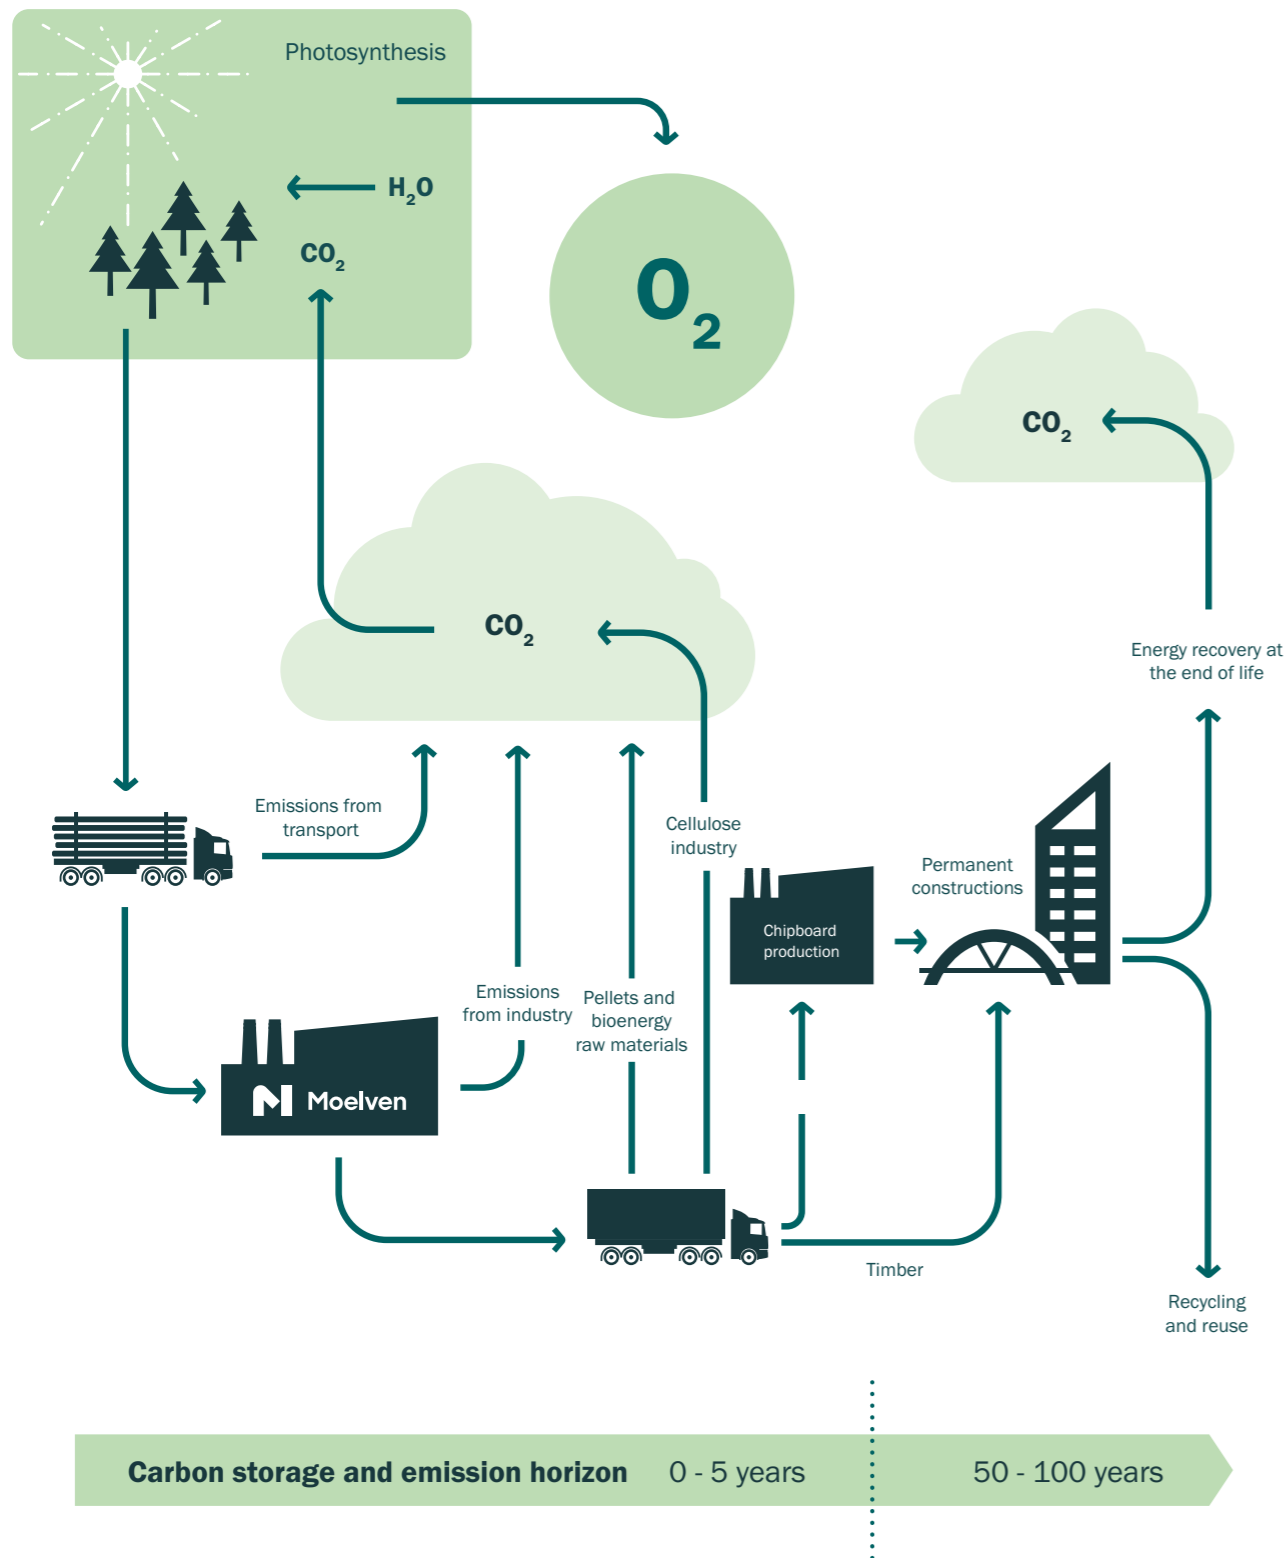 Photosynthesis
H₂O
CO₂
O₂
CO₂
CO₂
Energy recovery at
the end of life
Emissions from
transport
Cellulose
industry
Permanent
constructions
Chipboard
production
Emissions
from industry
Pellets and
bioenergy
raw materials
Moelven
Timber
Recycling
and reuse
Carbon storage and emission horizon 0 - 5 years 50 - 100 years